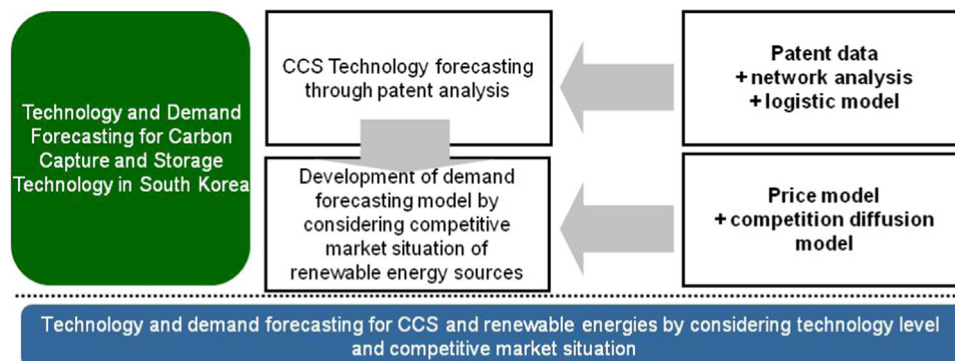 Technology and Demand
Forecasting for Carbon
Capture and Storage
Technology in South Korea
CCS Technology forecasting
through patent analysis
Patent data
+ network analysis
+ logistic model
Development of demand
forecasting model by
considering competitive
market situation of
renewable energy sources
Price model
+ competition diffusion
model
Technology and demand forecasting for CCS and renewable energies by considering technology level
and competitive market situation